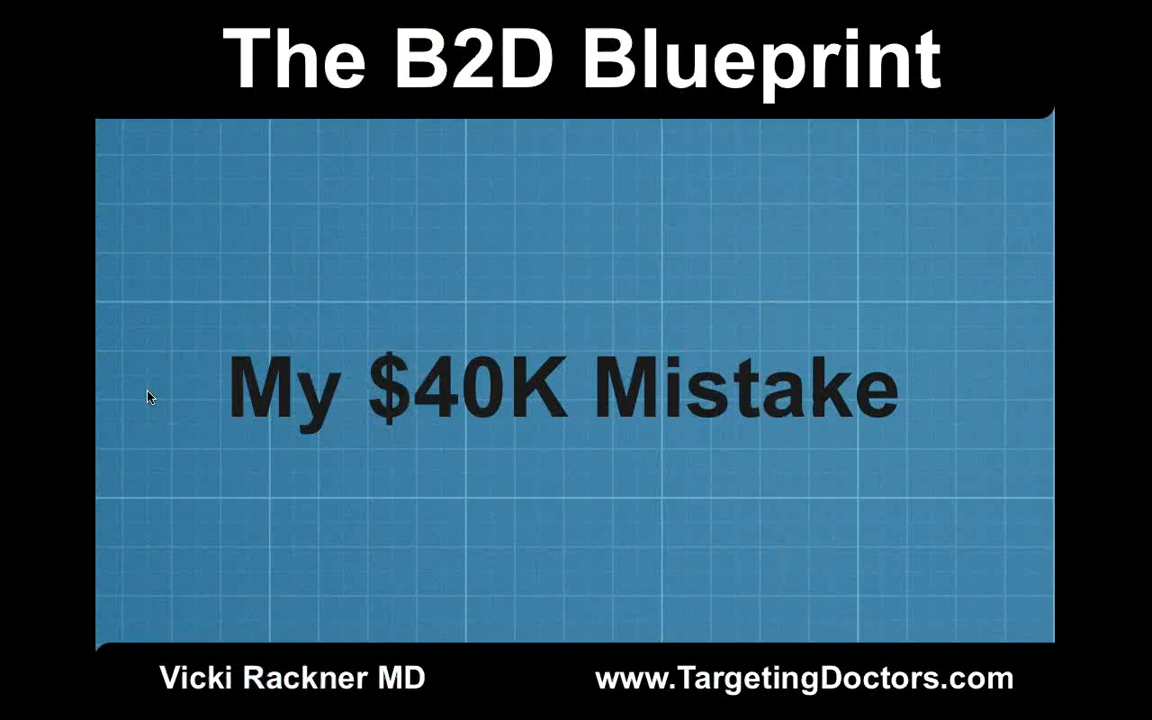 The B2D Blueprint
My $40K Mistake
Vicki Rackner MD
www.TargetingDoctors.com